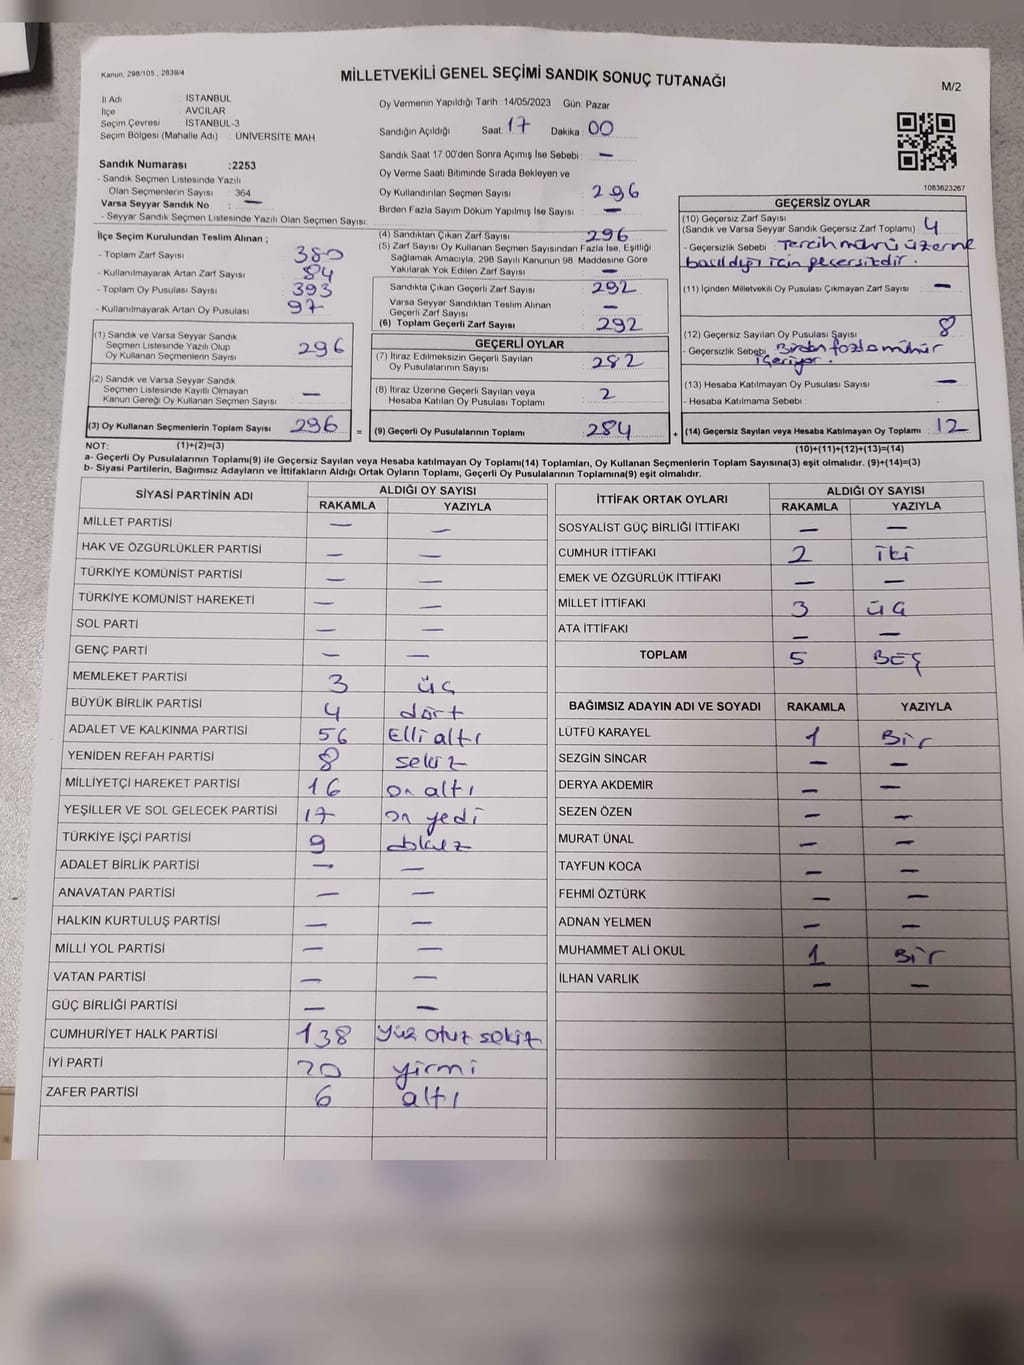 Kanun, 298/105 , 2839/4
MİLLETVEKİLİ GENEL SEÇİMİ SANDIK SONUÇ TUTANAĞI
M/2
İl Adı İSTANBUL
İlçe AVCILAR
Seçim Çevresi İSTANBUL-3
Seçim Bölgesi (Mahalle Adı) : ÜNİVERSİTE MAH.
Oy Vermenin Yapıldığı Tarih : 14/05/2023 Gün: Pazar
Sandığın Açıldığı Saat: 17 Dakika 00
Sandık Saat 17:00'den Sonra Açımış İse Sebebi : —
Oy Verme Saati Bitiminde Sırada Bekleyen ve
Oy Kullandırılan Seçmen Sayısı 296
Birden Fazla Sayım Döküm Yapılmış İse Sayısı —
Sandık Numarası :2253
- Sandık Seçmen Listesinde Yazılı
Olan Seçmenlerin Sayısı 364
Varsa Seyyar Sandık No : —
- Seyyar Sandık Seçmen Listesinde Yazılı Olan Seçmen Sayısı:
1083623267
İlçe Seçim Kurulundan Teslim Alınan ;
- Toplam Zarf Sayısı : 380
- Kullanılmayarak Artan Zarf Sayısı : 84
- Toplam Oy Pusulası Sayısı : 393
- Kullanılmayarak Artan Oy Pusulası : 97
(1) Sandık ve Varsa Seyyar Sandık
Seçmen Listesinde Yazılı Olup
Oy Kullanan Seçmenlerin Sayısı : 296
(2) Sandık ve Varsa Seyyar Sandık
Seçmen Listesinde Kayıtlı Olmayan
Kanun Gereği Oy Kullanan Seçmen Sayısı : —
(3) Oy Kullanan Seçmenlerin Toplam Sayısı : 296 =
(4) Sandıktan Çıkan Zarf Sayısı : 296
(5) Zarf Sayısı Oy Kullanan Seçmen Sayısından Fazla İse, Eşitliği
Sağlamak Amacıyla, 298 Sayılı Kanunun 98. Maddesine Göre
Yakılarak Yok Edilen Zarf Sayısı : —
Sandıkta Çıkan Geçerli Zarf Sayısı : 292
Varsa Seyyar Sandıktan Teslim Alınan
Geçerli Zarf Sayısı : —
(6) Toplam Geçerli Zarf Sayısı : 292
GEÇERLİ OYLAR
(7) İtiraz Edilmeksizin Geçerli Sayılan
Oy Pusulalarının Sayısı : 282
(8) İtiraz Üzerine Geçerli Sayılan veya
Hesaba Katılan Oy Pusulası Toplamı : 2
(9) Geçerli Oy Pusulalarının Toplamı : 284 +
GEÇERSİZ OYLAR
(10) Geçersiz Zarf Sayısı
(Sandık ve Varsa Seyyar Sandık Geçersiz Zarf Toplamı) : 4
- Geçersizlik Sebebi : Tercih mührü üzerine
basıldığı için geçersizdir.
(11) İçinden Milletvekili Oy Pusulası Çıkmayan Zarf Sayısı : —
(12) Geçersiz Sayılan Oy Pusulası Sayısı : 8
- Geçersizlik Sebebi : Birden fazla mühür
içeriyor.
(13) Hesaba Katılmayan Oy Pusulası Sayısı : —
- Hesaba Katılmama Sebebi :
(14) Geçersiz Sayılan veya Hesaba Katılmayan Oy Toplamı : 12
NOT: (1)+(2)=(3) (10)+(11)+(12)+(13)=(14)
a- Geçerli Oy Pusulalarının Toplamı(9) ile Geçersiz Sayılan veya Hesaba katılmayan Oy Toplamı(14) Toplamları, Oy Kullanan Seçmenlerin Toplam Sayısına(3) eşit olmalıdır. (9)+(14)=(3)
b- Siyasi Partilerin, Bağımsız Adayların ve İttifakların Aldığı Ortak Oyların Toplamı, Geçerli Oy Pusulalarının Toplamına(9) eşit olmalıdır.
SİYASİ PARTİNİN ADI ALDIĞI OY SAYISI
RAKAMLA YAZIYLA
MİLLET PARTİSİ — —
HAK VE ÖZGÜRLÜKLER PARTİSİ — —
TÜRKİYE KOMÜNİST PARTİSİ — —
TÜRKİYE KOMÜNİST HAREKETİ — —
SOL PARTİ — —
GENÇ PARTİ — —
MEMLEKET PARTİSİ 3 üç
BÜYÜK BİRLİK PARTİSİ 4 dört
ADALET VE KALKINMA PARTİSİ 56 Elli altı
YENİDEN REFAH PARTİSİ 8 sekiz
MİLLİYETÇİ HAREKET PARTİSİ 16 on altı
YEŞİLLER VE SOL GELECEK PARTİSİ 17 on yedi
TÜRKİYE İŞÇİ PARTİSİ 9 dokuz
ADALET BİRLİK PARTİSİ — —
ANAVATAN PARTİSİ — —
HALKIN KURTULUŞ PARTİSİ — —
MİLLİ YOL PARTİSİ — —
VATAN PARTİSİ — —
GÜÇ BİRLİĞİ PARTİSİ — —
CUMHURİYET HALK PARTİSİ 138 Yüz otuz sekiz
İYİ PARTİ 20 yirmi
ZAFER PARTİSİ 6 altı
İTTİFAK ORTAK OYLARI ALDIĞI OY SAYISI
RAKAMLA YAZIYLA
SOSYALİST GÜÇ BİRLİĞİ İTTİFAKI — —
CUMHUR İTTİFAKI 2 iki
EMEK VE ÖZGÜRLÜK İTTİFAKI — —
MİLLET İTTİFAKI 3 üç
ATA İTTİFAKI — —
TOPLAM 5 BEŞ
BAĞIMSIZ ADAYIN ADI VE SOYADI RAKAMLA YAZIYLA
LÜTFÜ KARAYEL 1 Bir
SEZGİN SİNCAR — —
DERYA AKDEMİR — —
SEZEN ÖZEN — —
MURAT ÜNAL — —
TAYFUN KOCA — —
FEHMİ ÖZTÜRK — —
ADNAN YELMEN — —
MUHAMMET ALİ OKUL 1 Bir
İLHAN VARLIK — —